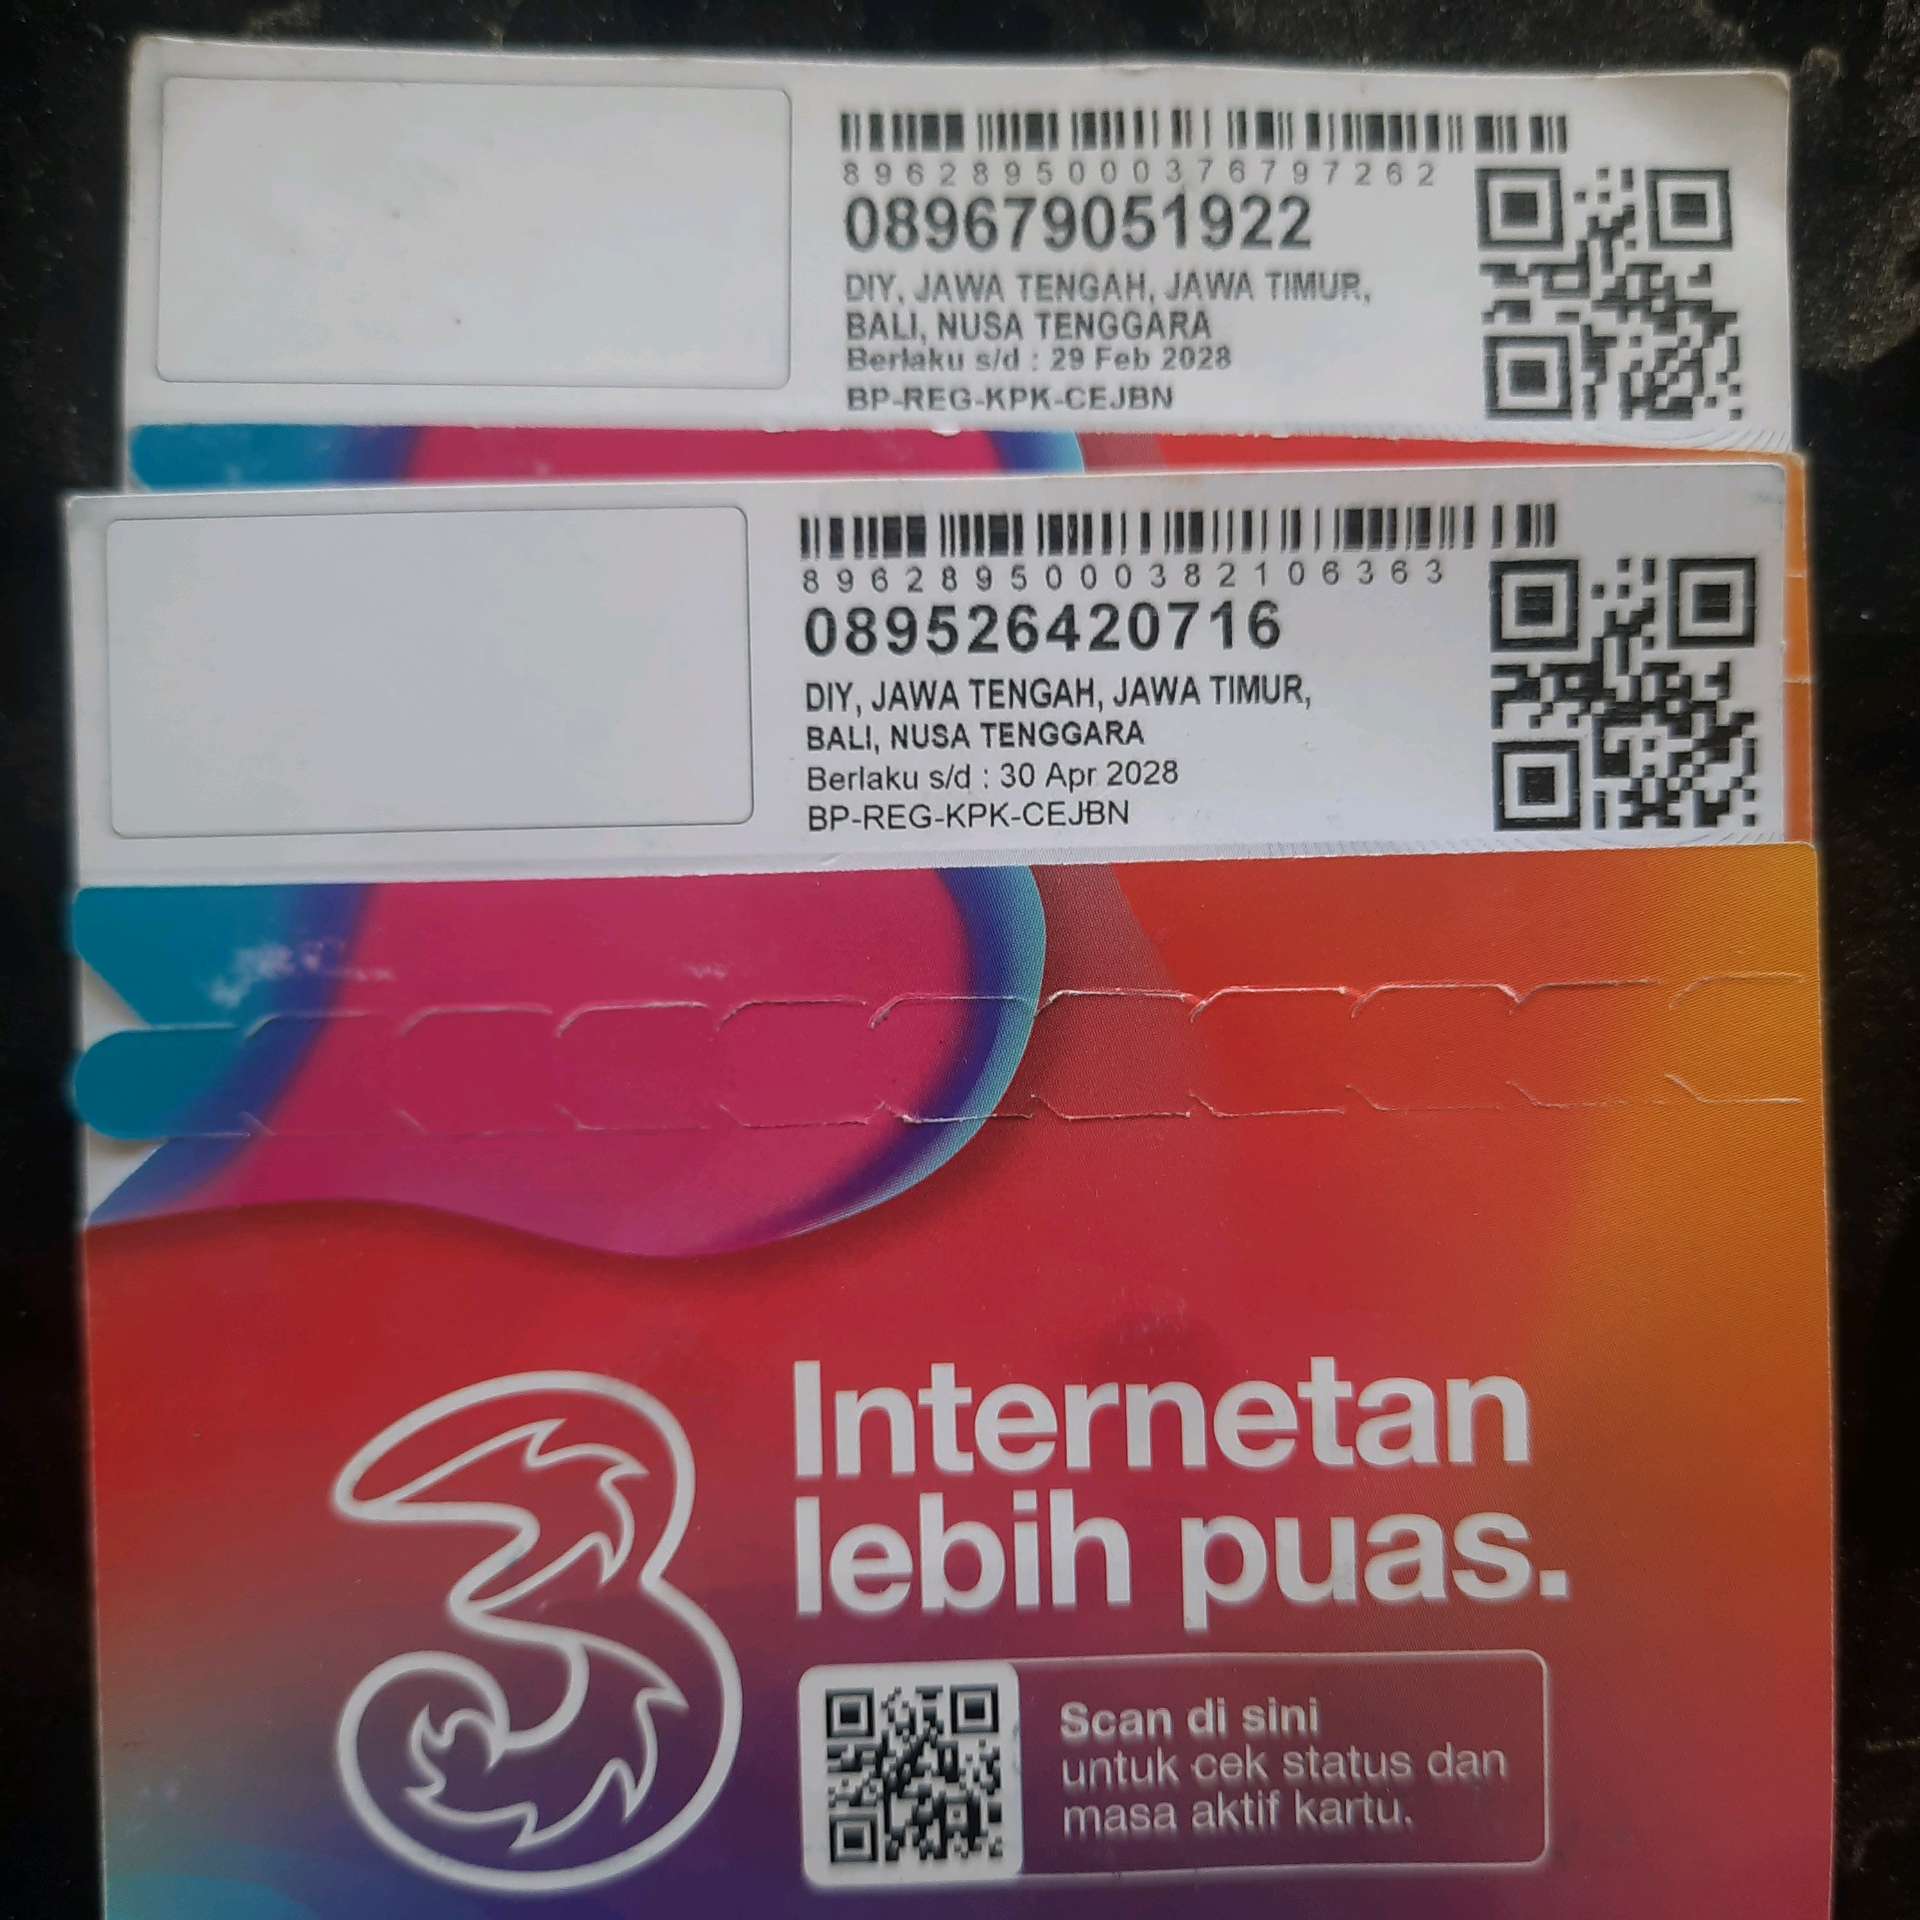 8962895000376797262
089679051922
DIY, JAWA TENGAH, JAWA TIMUR,
BALI, NUSA TENGGARA
Berlaku s/d : 29 Feb 2028
BP-REG-KPK-CEJBN
8962895000382106363
089526420716
DIY, JAWA TENGAH, JAWA TIMUR,
BALI, NUSA TENGGARA
Berlaku s/d : 30 Apr 2028
BP-REG-KPK-CEJBN
3
Internetan
lebih puas.
Scan di sini
untuk cek status dan
masa aktif kartu.